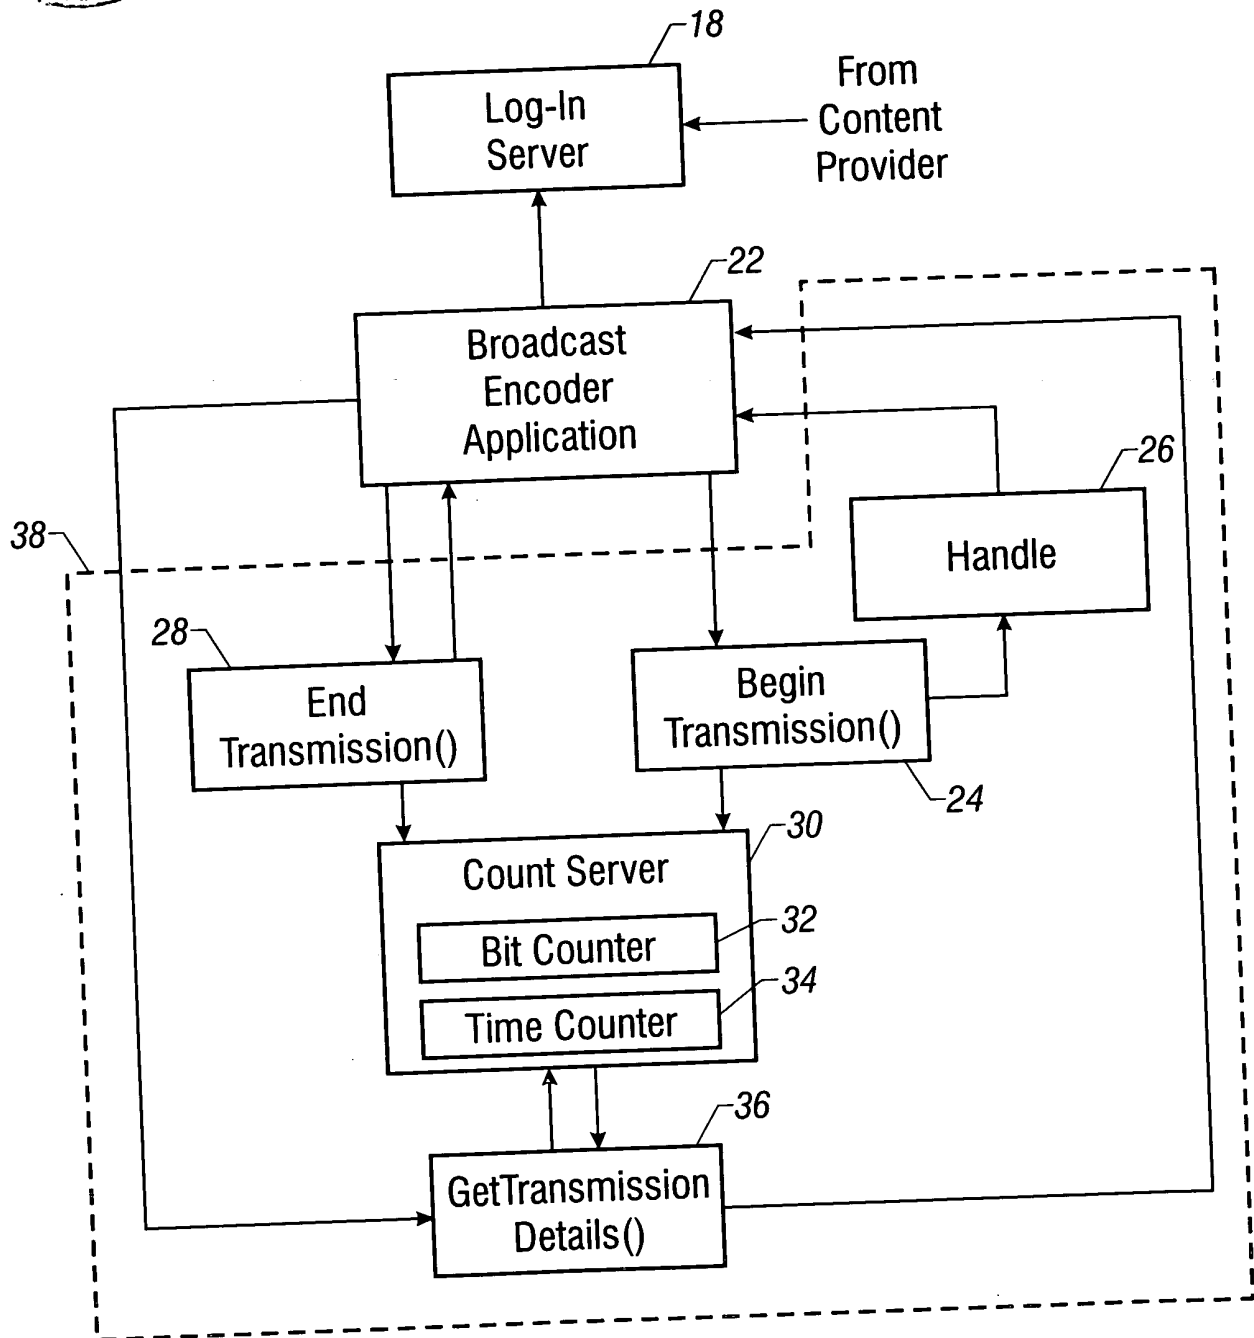 18
Log-In
Server
From
Content
Provider
22
Broadcast
Encoder
Application
26
Handle
38
28
End
Transmission()
Begin
Transmission()
24
30
Count Server
32
Bit Counter
34
Time Counter
36
GetTransmission
Details()